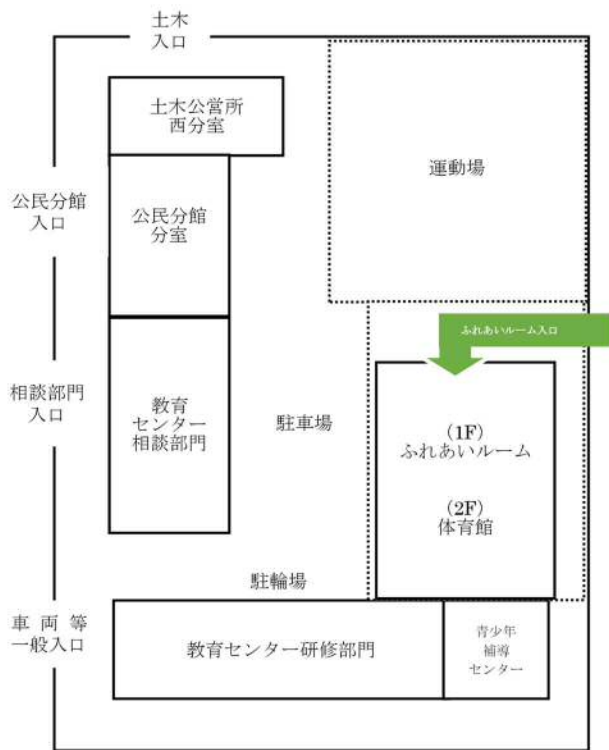 土木
入口
土木公営所
西分室
運動場
公民分館
入口
公民分館
分室
ふれあいルーム入口
相談部門
入口
教育
センター
相談部門
駐車場
(1F)
ふれあいルーム
(2F)
体育館
駐輪場
車 両 等
一般入口
教育センター研修部門
青少年
補導
センター